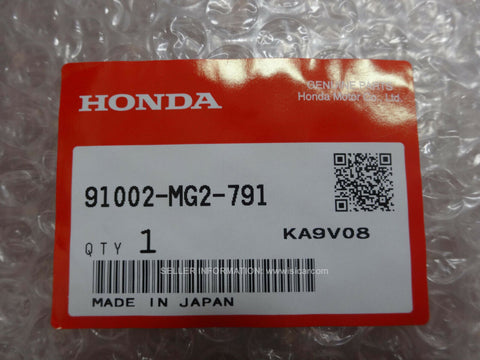 GENUINE PARTS
Honda Motor Co., Ltd.
HONDA
91002-MG2-791
QTY 1
KA9V08
SELLER INFORMATION: www.isicar.com
MADE IN JAPAN